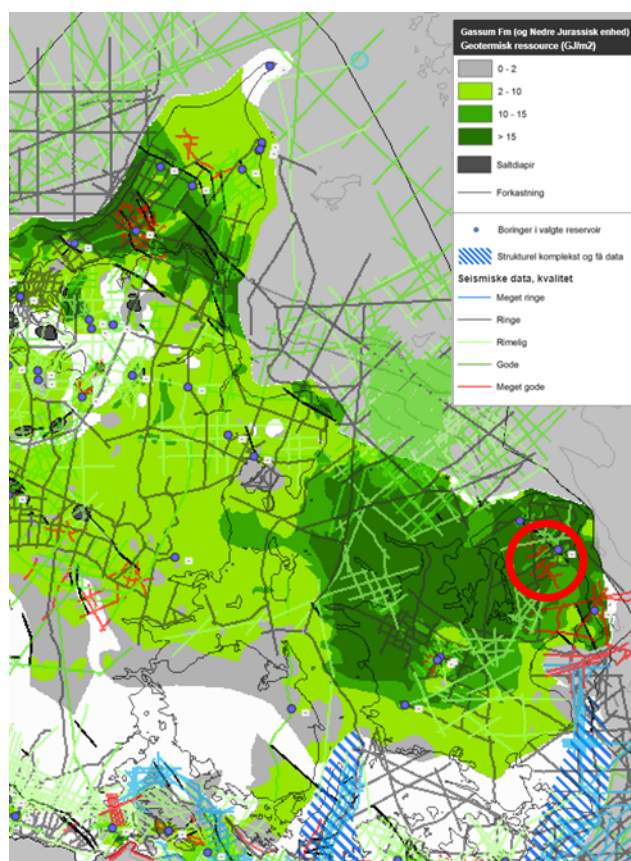 Gassum Fm (og Nedre Jurassisk enhed)
Geotermisk ressource (GJ/m2)
0 - 2
2 - 10
10 - 15
> 15
Saltdiapir
Forkastning
Boringer i valgte reservoir
Strukturel komplekst og få data
Seismiske data, kvalitet
Meget ringe
Ringe
Rimelig
Gode
Meget gode